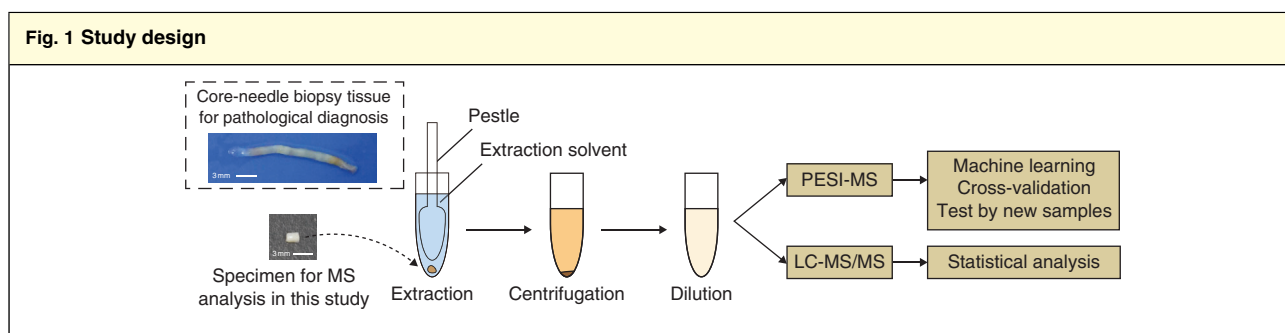 Fig. 1 Study design
Core-needle biopsy tissue
for pathological diagnosis
3 mm
Pestle
Extraction solvent
3 mm
Specimen for MS
analysis in this study
Extraction
Centrifugation
Dilution
PESI-MS
Machine learning
Cross-validation
Test by new samples
LC-MS/MS
Statistical analysis